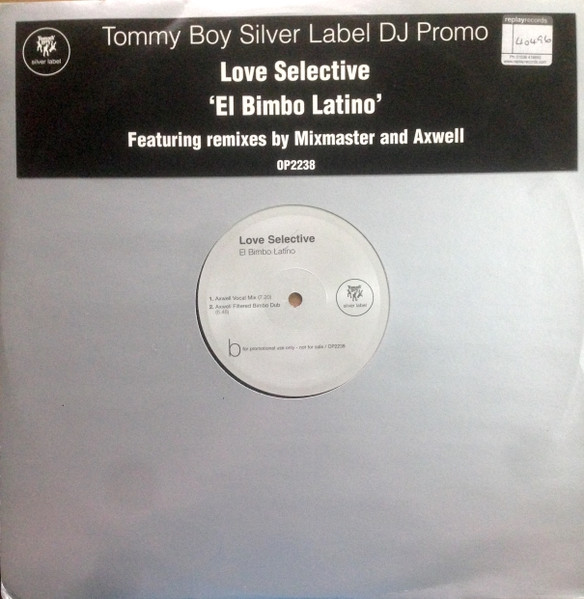 Tommy Boy Silver Label DJ Promo
Love Selective
‘El Bimbo Latino’
Featuring remixes by Mixmaster and Axwell
OP2238
silver label
replayrecords
40496
Love Selective
El Bimbo Latino
1. Axwell Vocal Mix (7.20)
2. Axwell Filtered Bimbo Dub
silver label
b for promotional use only - not for sale / OP2238